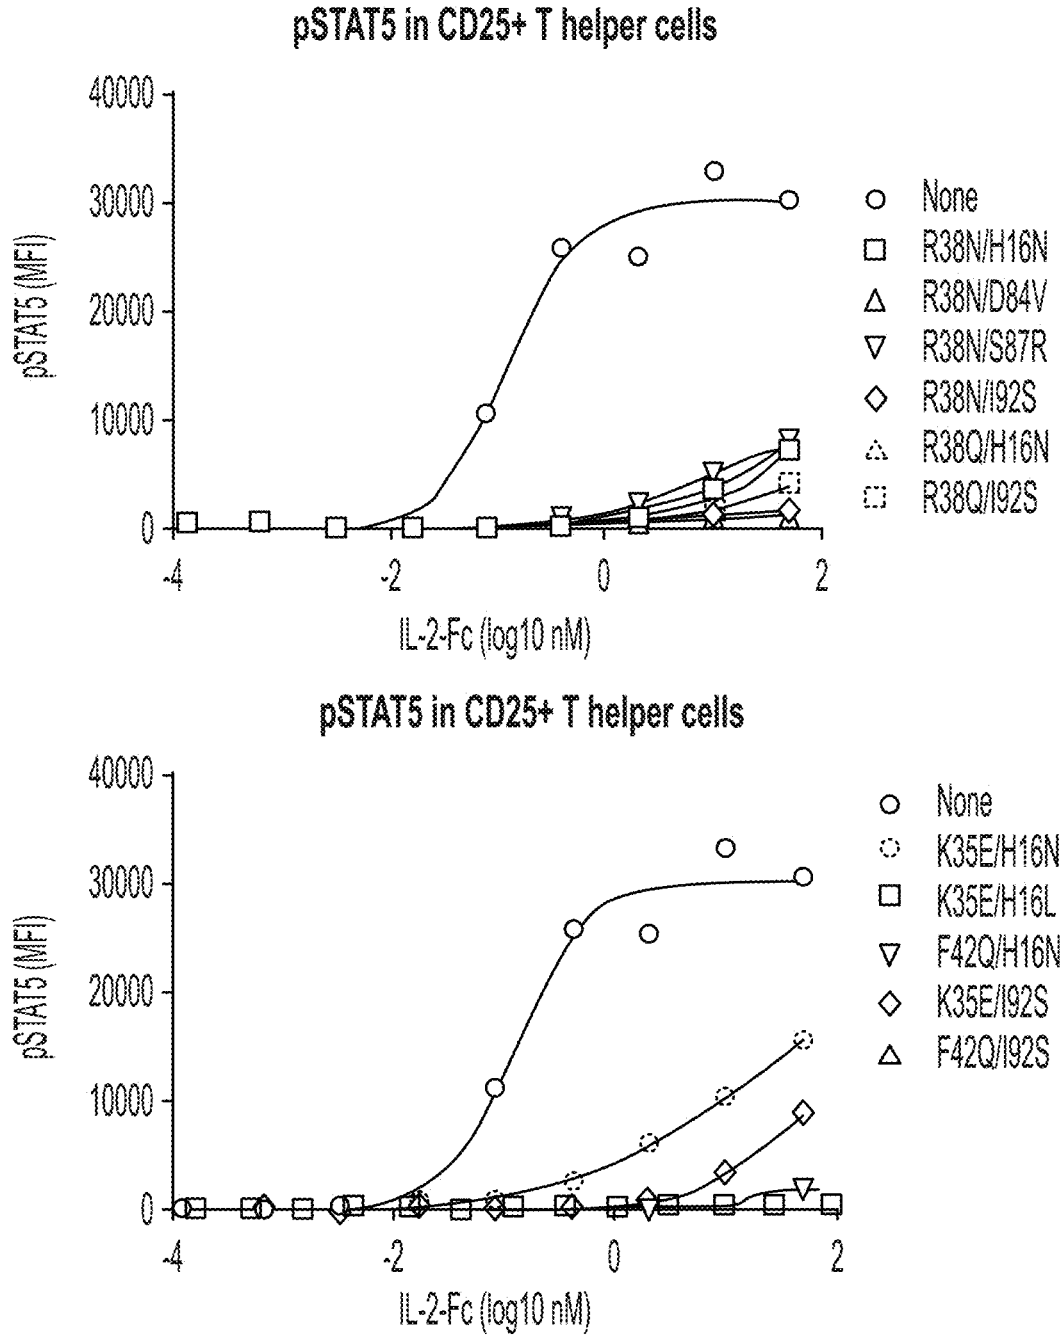 pSTAT5 in CD25+ T helper cells
40000
30000
20000
10000
0
pSTAT5 (MFI)
-4 -2 0 2
IL-2-Fc (log10 nM)
None
R38N/H16N
R38N/D84V
R38N/S87R
R38N/I92S
R38Q/H16N
R38Q/I92S
pSTAT5 in CD25+ T helper cells
40000
30000
20000
10000
0
pSTAT5 (MFI)
-4 -2 0 2
IL-2-Fc (log10 nM)
None
K35E/H16N
K35E/H16L
F42Q/H16N
K35E/I92S
F42Q/I92S